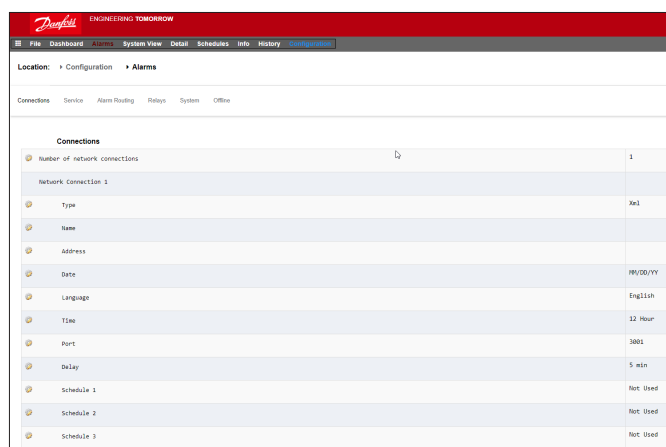 Danfoss ENGINEERING TOMORROW
File Dashboard Alarms System View Detail Schedules Info History Configuration
Location: Configuration Alarms
Connections Service Alarm Routing Relays System Offline
Connections
Number of network connections 1
Network Connection 1
Type Xml
Name
Address
Date MM/DD/YY
Language English
Time 12 Hour
Port 3001
Delay 5 min
Schedule 1 Not Used
Schedule 2 Not Used
Schedule 3 Not Used